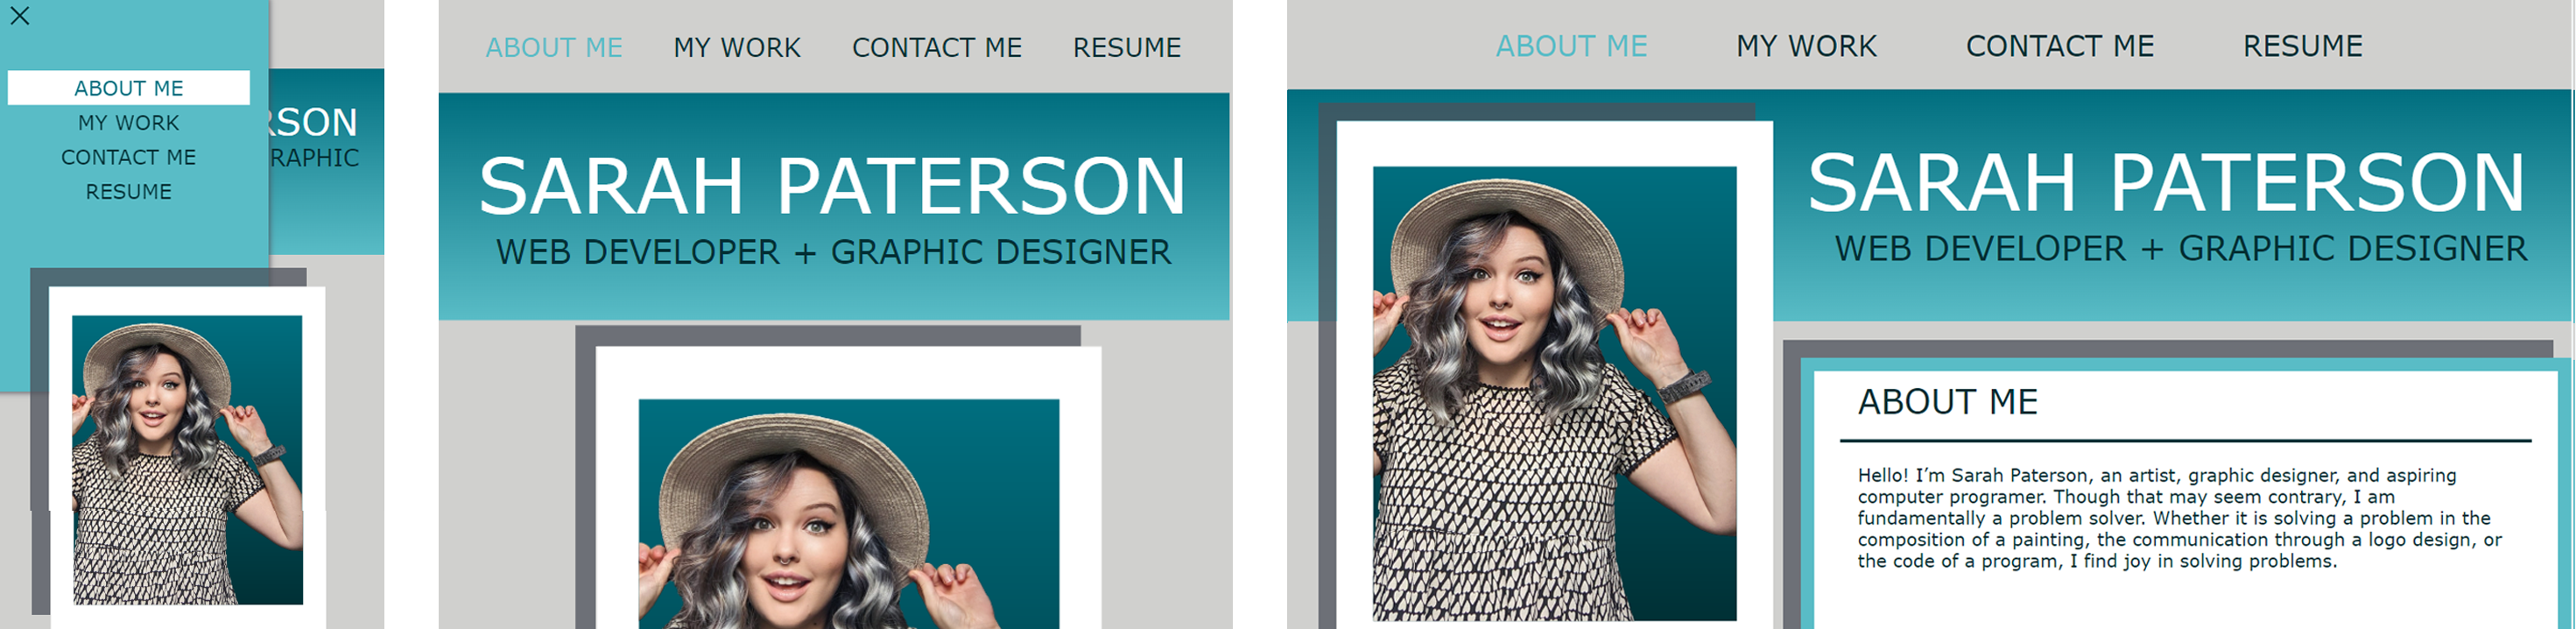 ABOUT ME
MY WORK
CONTACT ME
RESUME
RSON
RAPHIC
ABOUT ME MY WORK CONTACT ME RESUME
SARAH PATERSON
WEB DEVELOPER + GRAPHIC DESIGNER
ABOUT ME MY WORK CONTACT ME RESUME
SARAH PATERSON
WEB DEVELOPER + GRAPHIC DESIGNER
ABOUT ME
Hello! I’m Sarah Paterson, an artist, graphic designer, and aspiring
computer programer. Though that may seem contrary, I am
fundamentally a problem solver. Whether it is solving a problem in the
composition of a painting, the communication through a logo design, or
the code of a program, I find joy in solving problems.